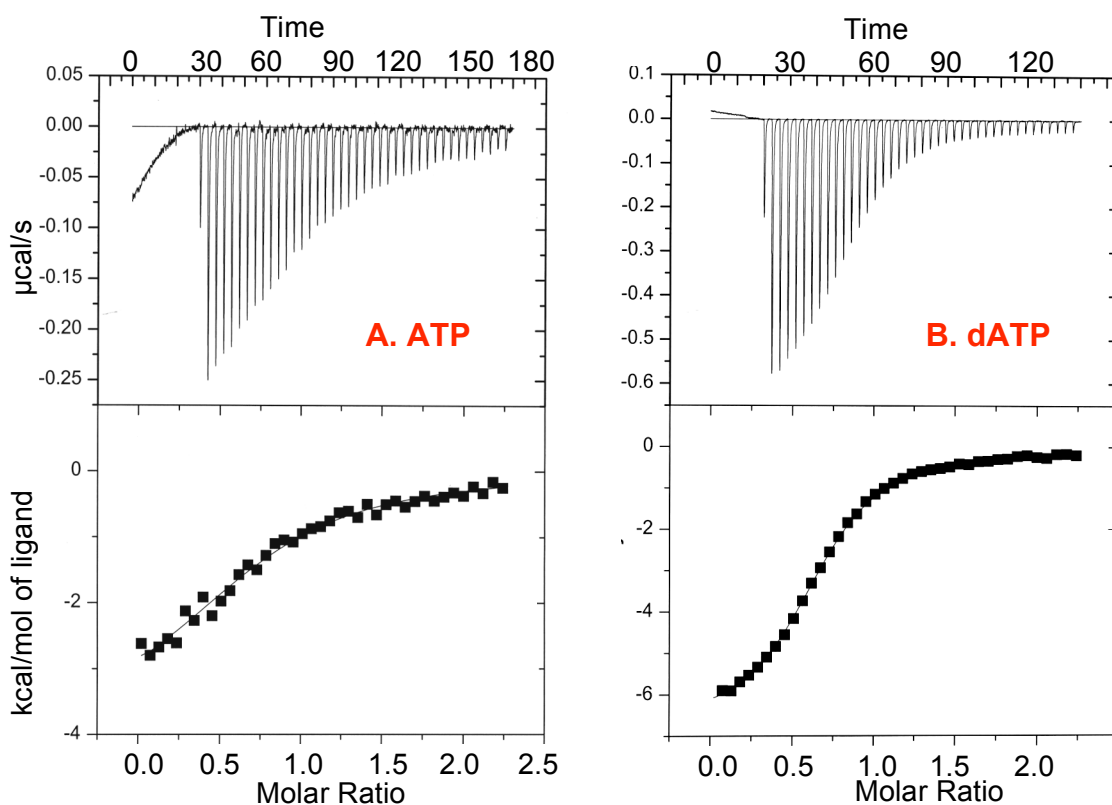 Time
0 30 60 90 120 150 180
0.05
0.00
-0.05
-0.10
-0.15
-0.20
-0.25
µcal/s
A. ATP
0
-2
-4
kcal/mol of ligand
0.0 0.5 1.0 1.5 2.0 2.5
Molar Ratio
Time
0 30 60 90 120
0.1
0.0
-0.1
-0.2
-0.3
-0.4
-0.5
-0.6
B. dATP
0
-2
-4
-6
0.0 0.5 1.0 1.5 2.0
Molar Ratio